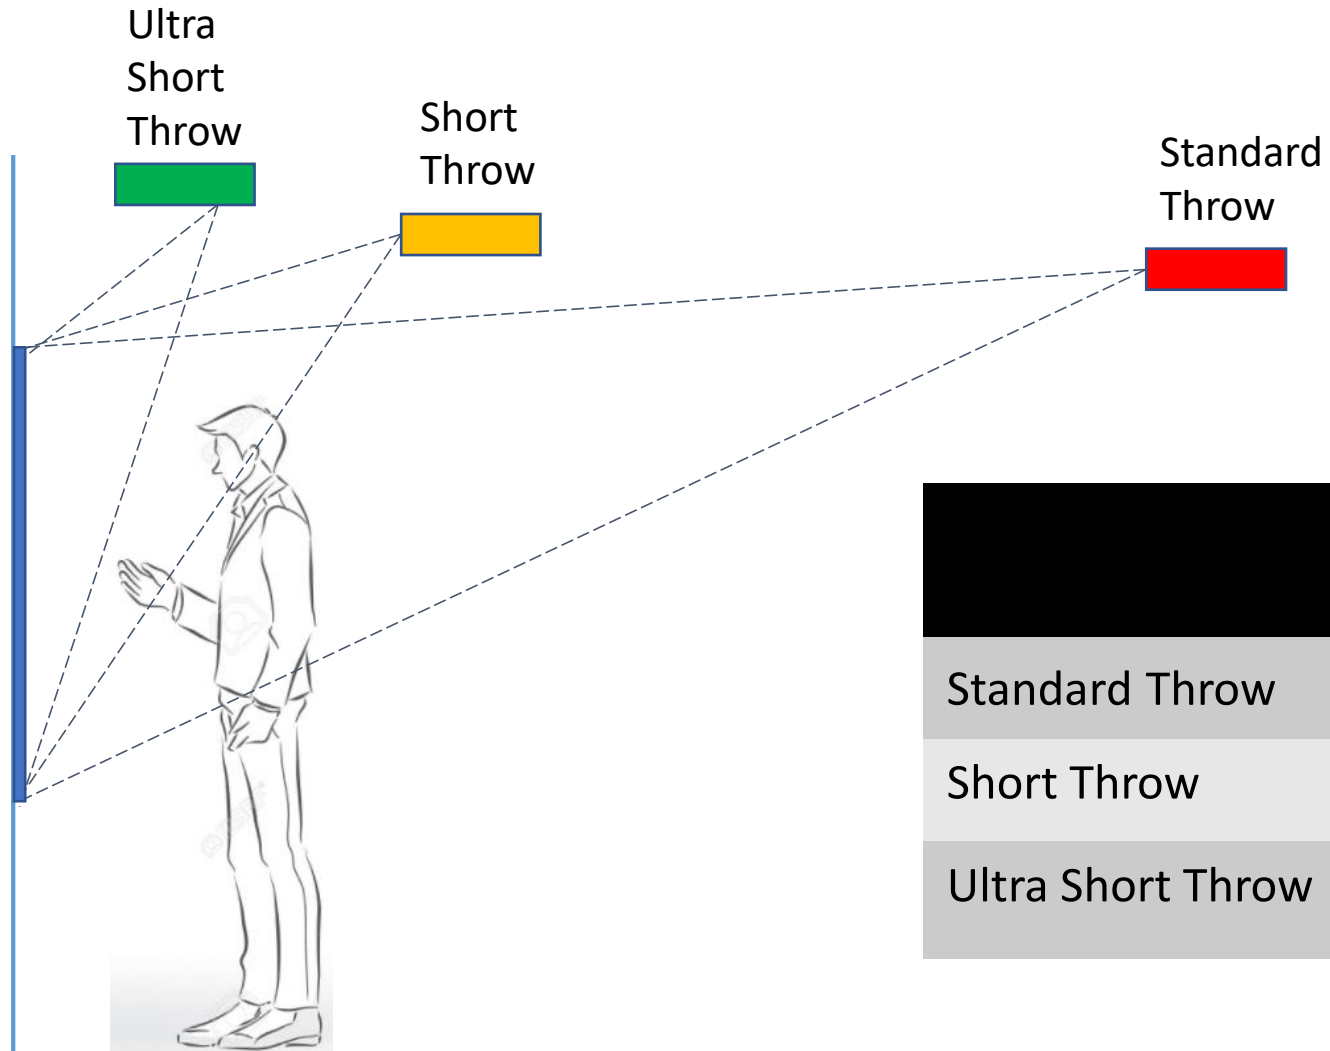 Ultra
Short
Throw
Short
Throw
Standard
Throw
Standard Throw
Short Throw
Ultra Short Throw